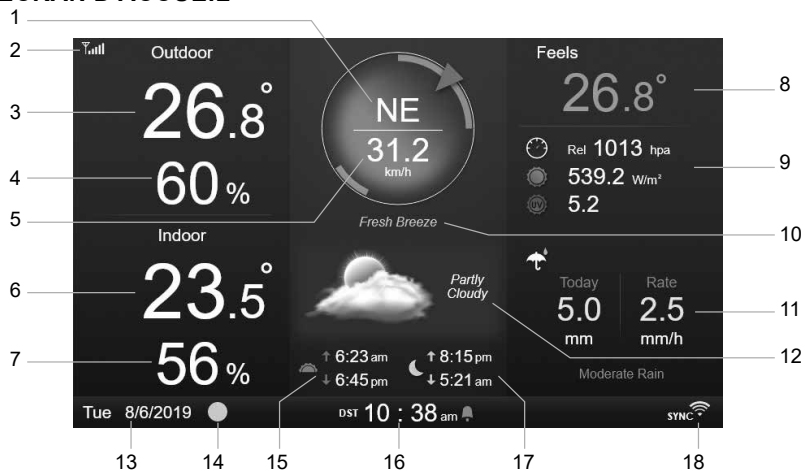 1
2
3
4
5
6
7
8
9
10
11
12
13
14
15
16
17
18
Outdoor
26.8°
60 %
Indoor
23.5°
56 %
NE
31.2
km/h
Fresh Breeze
Partly
Cloudy
↑ 6:23 am
↓ 6:45 pm
↑ 8:15 pm
↓ 5:21 am
Feels
26.8°
Rel 1013 hpa
539.2 W/m²
UV 5.2
Today Rate
5.0 2.5
mm mm/h
Moderate Rain
Tue 8/6/2019
DST 10 : 38 am
SYNC